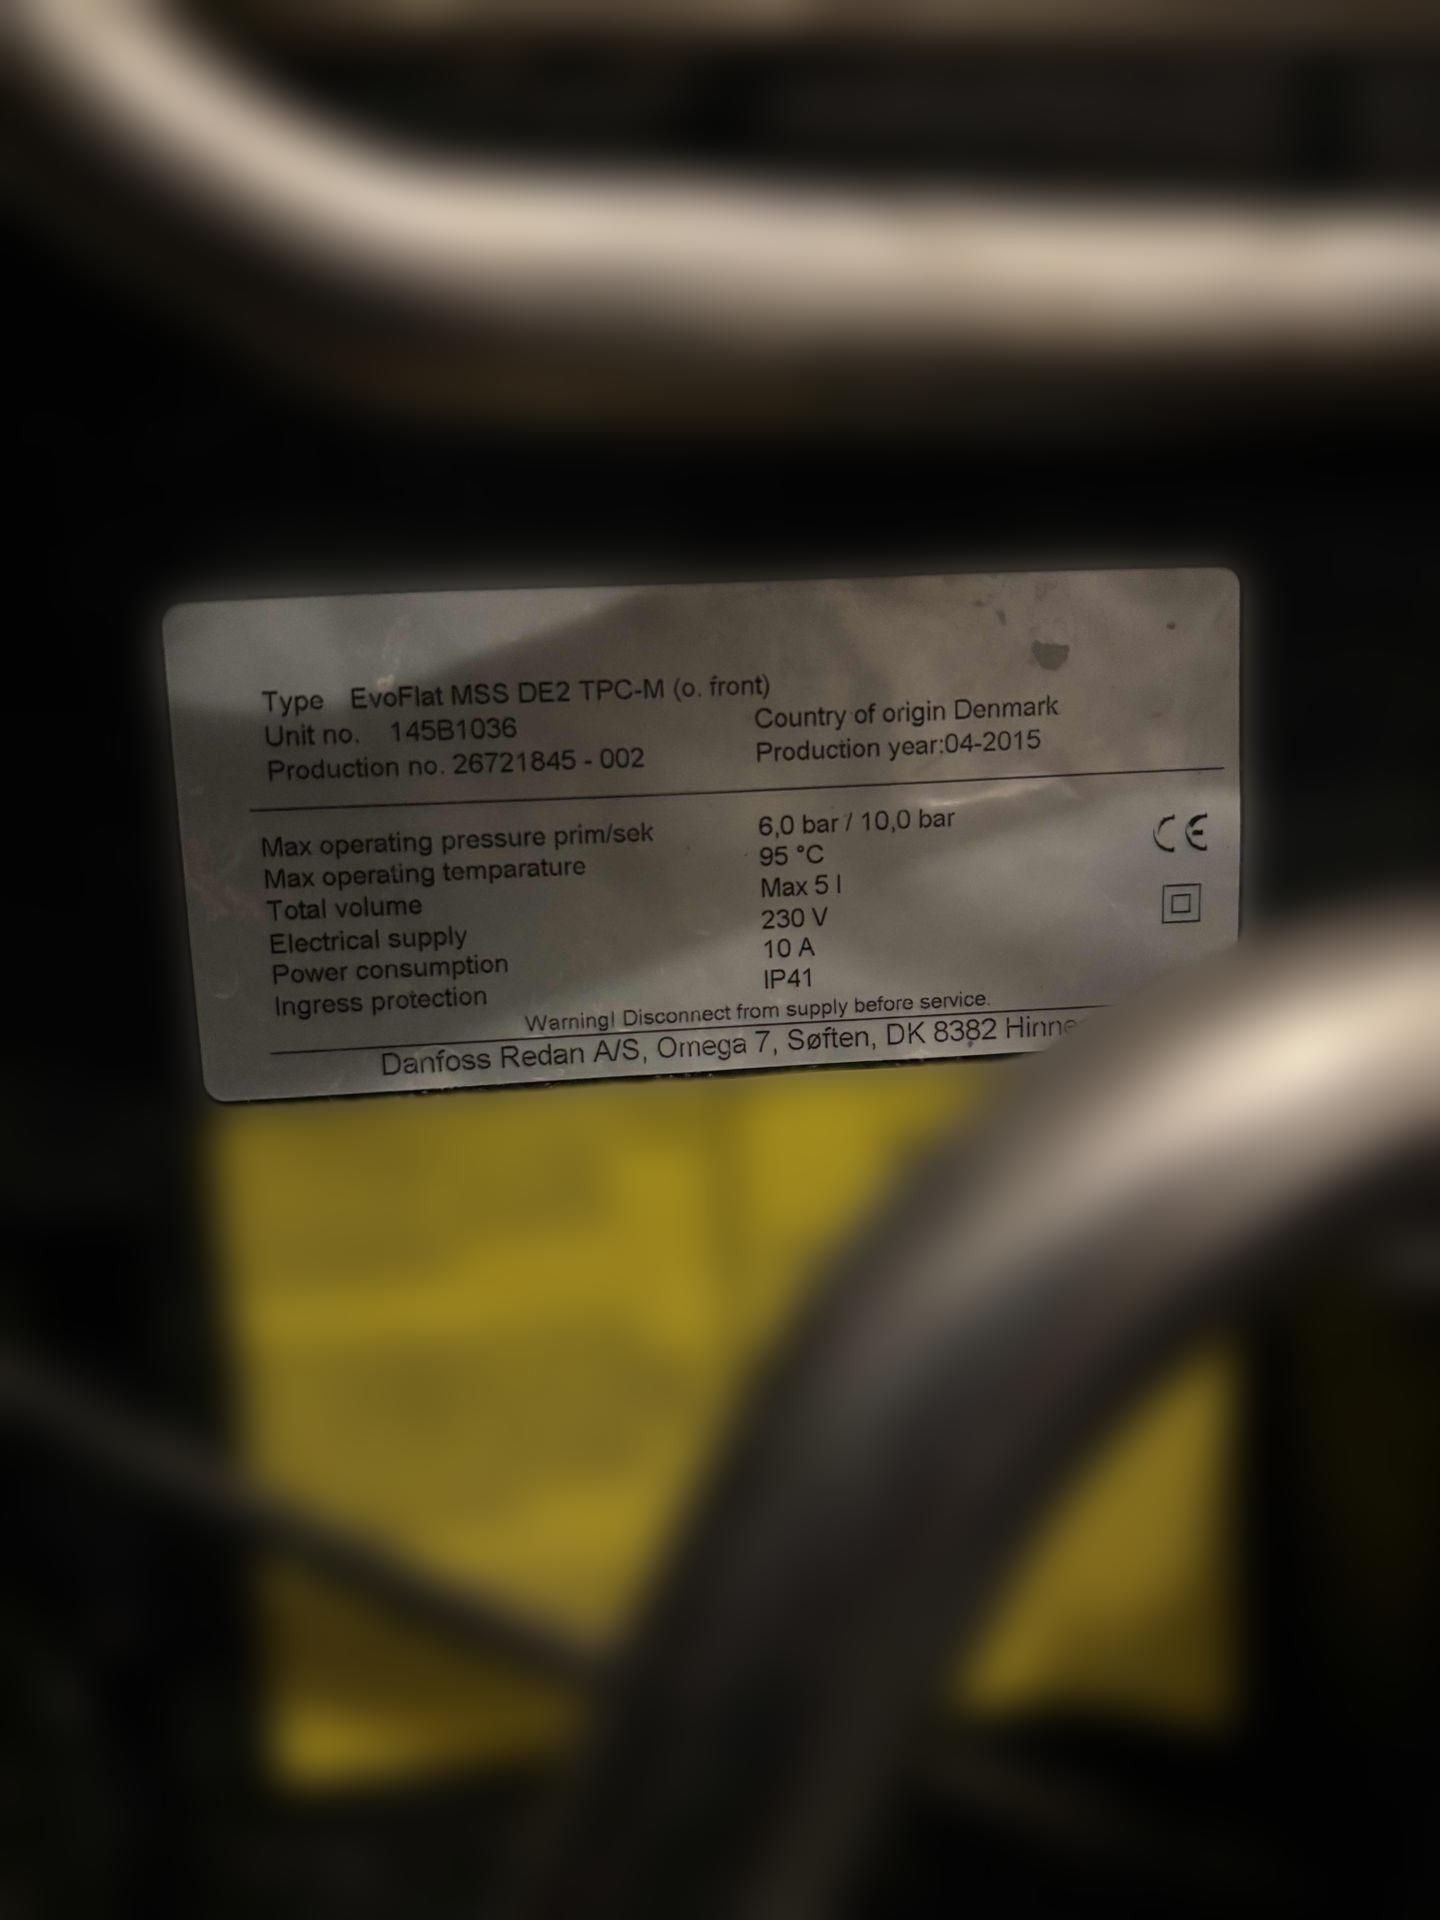 Type EvoFlat MSS DE2 TPC-M (o. front)
Unit no. 145B1036
Country of origin Denmark
Production no. 26721845 - 002
Production year:04-2015
Max operating pressure prim/sek 6,0 bar / 10,0 bar
Max operating temparature 95 °C
Total volume Max 5 l
Electrical supply 230 V
Power consumption 10 A
Ingress protection IP41
CE
Warning! Disconnect from supply before service.
Danfoss Redan A/S, Omega 7, Søften, DK 8382 Hinne